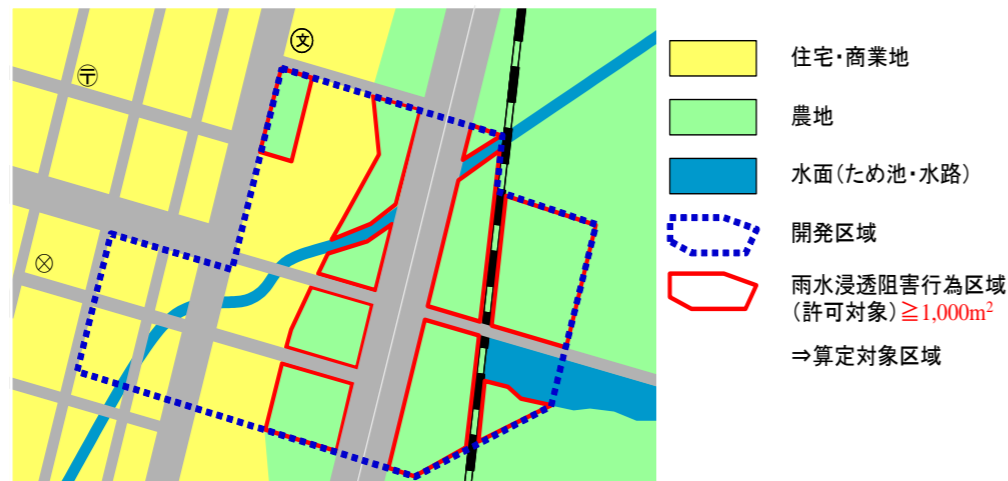 文
〒
住宅・商業地
農地
水面(ため池・水路)
開発区域
雨水浸透阻害行為区域
(許可対象)≧1,000m²
⇒算定対象区域